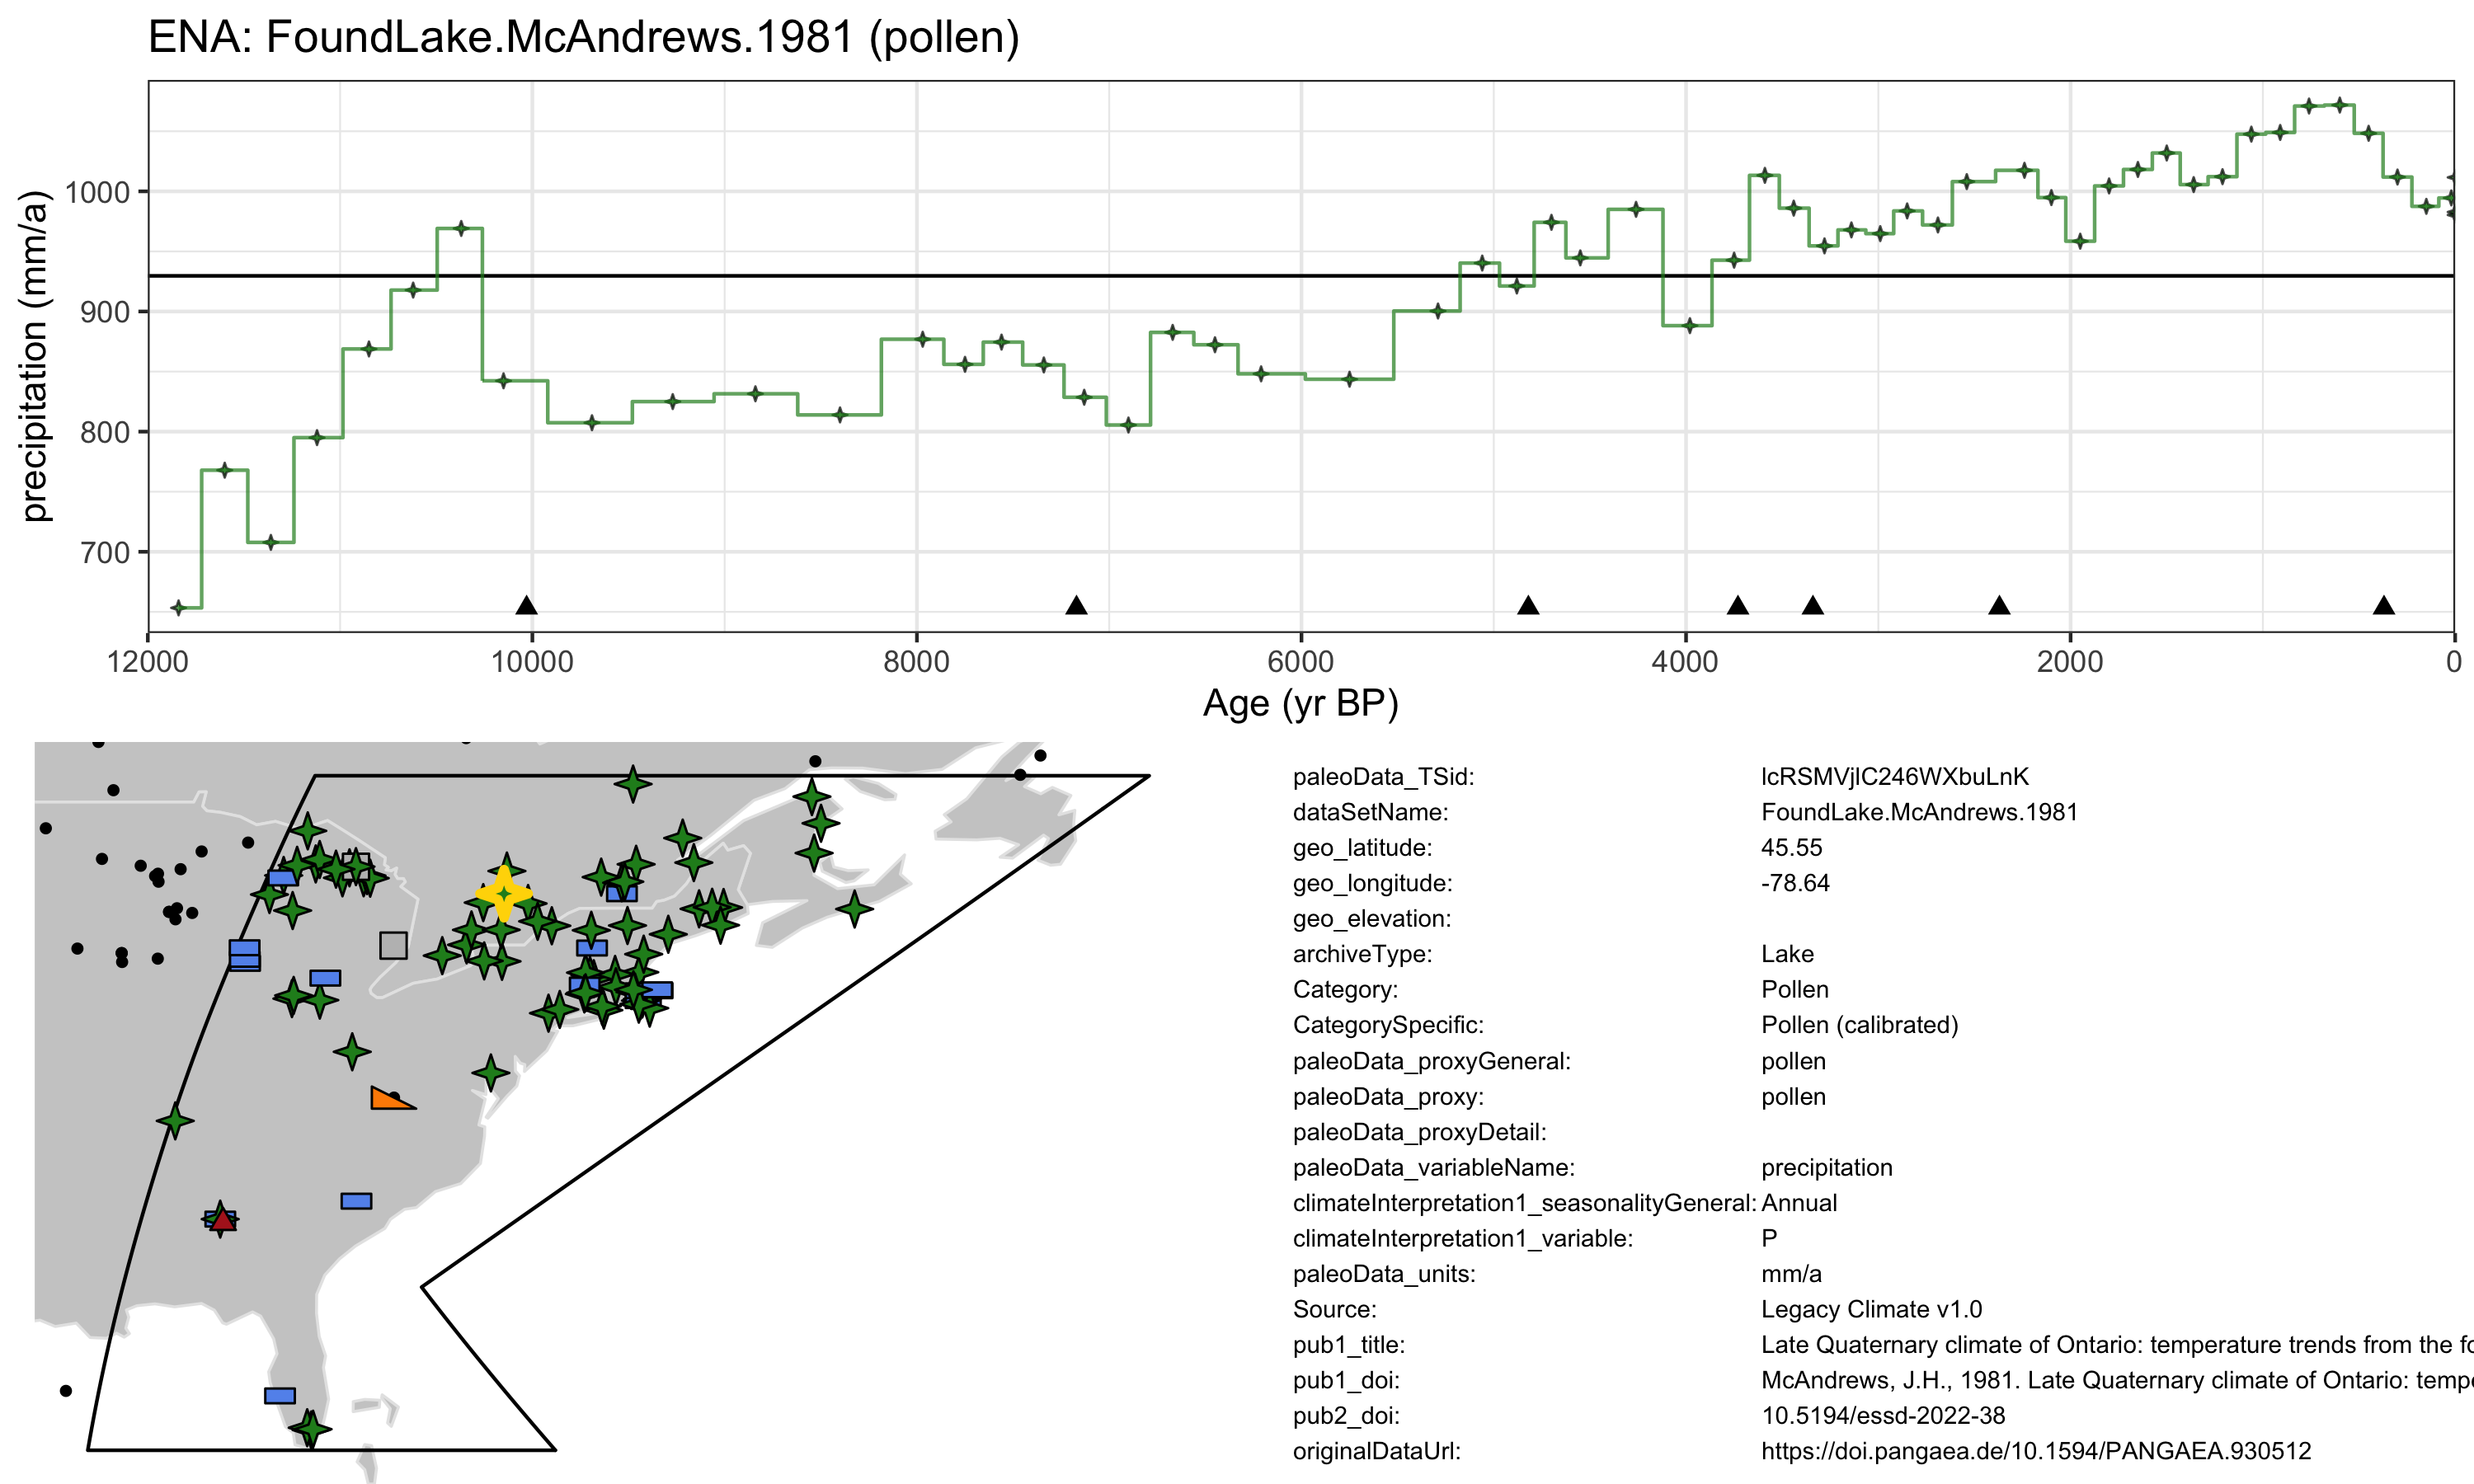 ENA: FoundLake.McAndrews.1981 (pollen)
precipitation (mm/a)
1000
900
800
700
12000 10000 8000 6000 4000 2000 0
Age (yr BP)
paleoData_TSid: lcRSMVjIC246WXbuLnK
dataSetName: FoundLake.McAndrews.1981
geo_latitude: 45.55
geo_longitude: -78.64
geo_elevation:
archiveType: Lake
Category: Pollen
CategorySpecific: Pollen (calibrated)
paleoData_proxyGeneral: pollen
paleoData_proxy: pollen
paleoData_proxyDetail:
paleoData_variableName: precipitation
climateInterpretation1_seasonalityGeneral: Annual
climateInterpretation1_variable: P
paleoData_units: mm/a
Source: Legacy Climate v1.0
pub1_title: Late Quaternary climate of Ontario: temperature trends from the fo
pub1_doi: McAndrews, J.H., 1981. Late Quaternary climate of Ontario: tempe
pub2_doi: 10.5194/essd-2022-38
originalDataUrl: https://doi.pangaea.de/10.1594/PANGAEA.930512